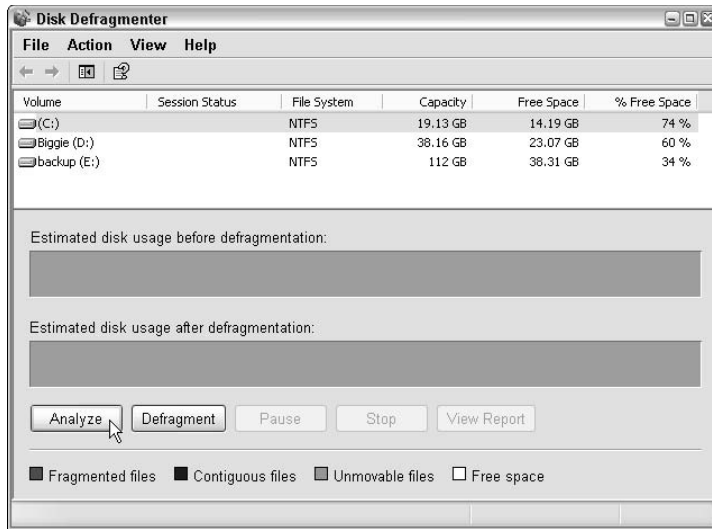 Disk Defragmenter
File Action View Help
Volume Session Status File System Capacity Free Space % Free Space
(C:) NTFS 19.13 GB 14.19 GB 74 %
Biggie (D:) NTFS 38.16 GB 23.07 GB 60 %
backup (E:) NTFS 112 GB 38.31 GB 34 %
Estimated disk usage before defragmentation:
Estimated disk usage after defragmentation:
Analyze Defragment Pause Stop View Report
Fragmented files Contiguous files Unmovable files Free space